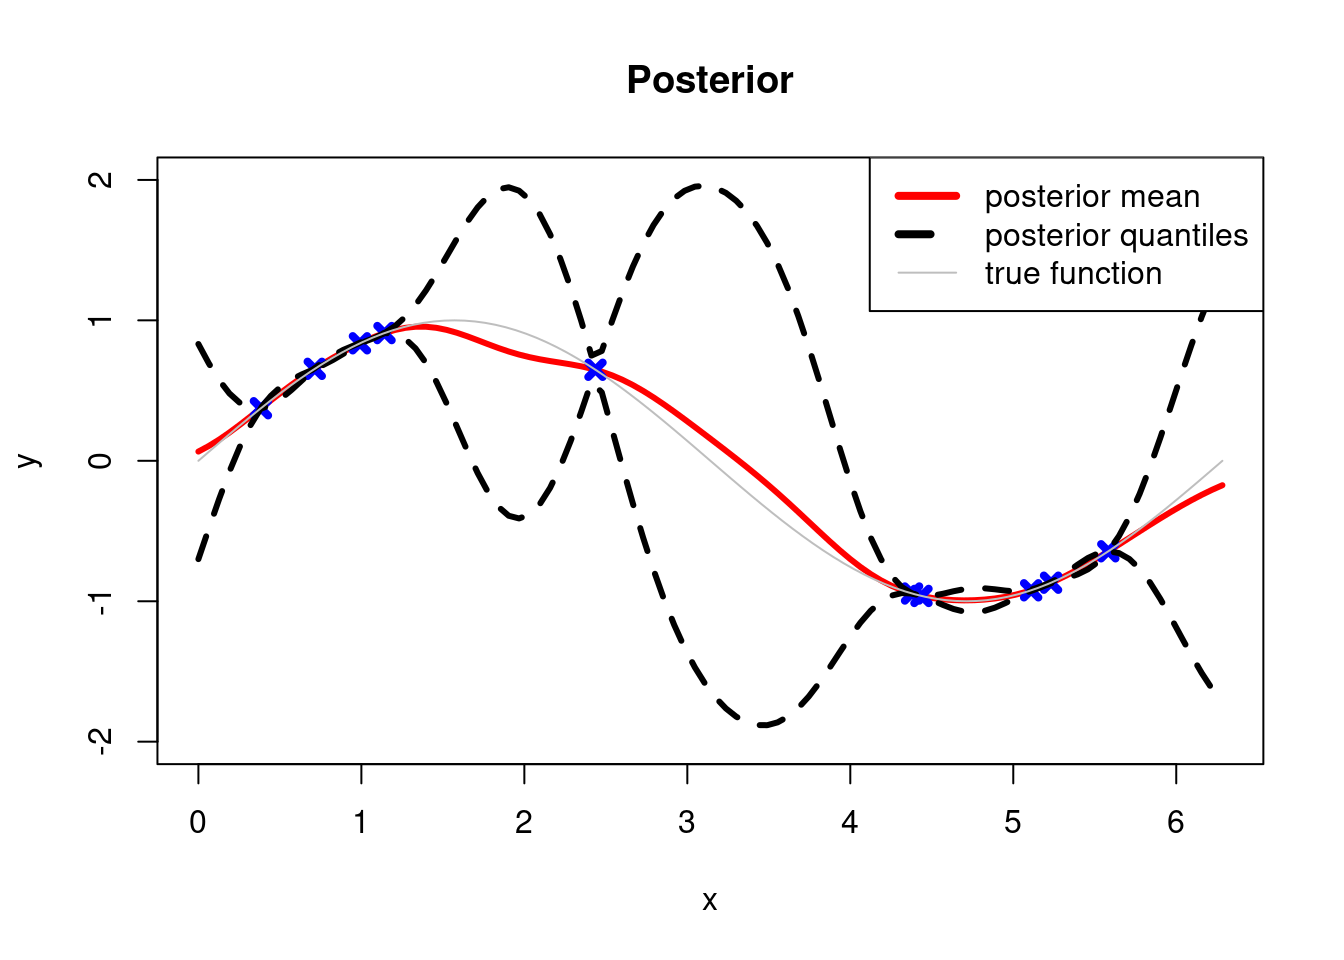 Posterior
posterior mean
posterior quantiles
true function
2
1
0
-1
-2
y
0 1 2 3 4 5 6
x